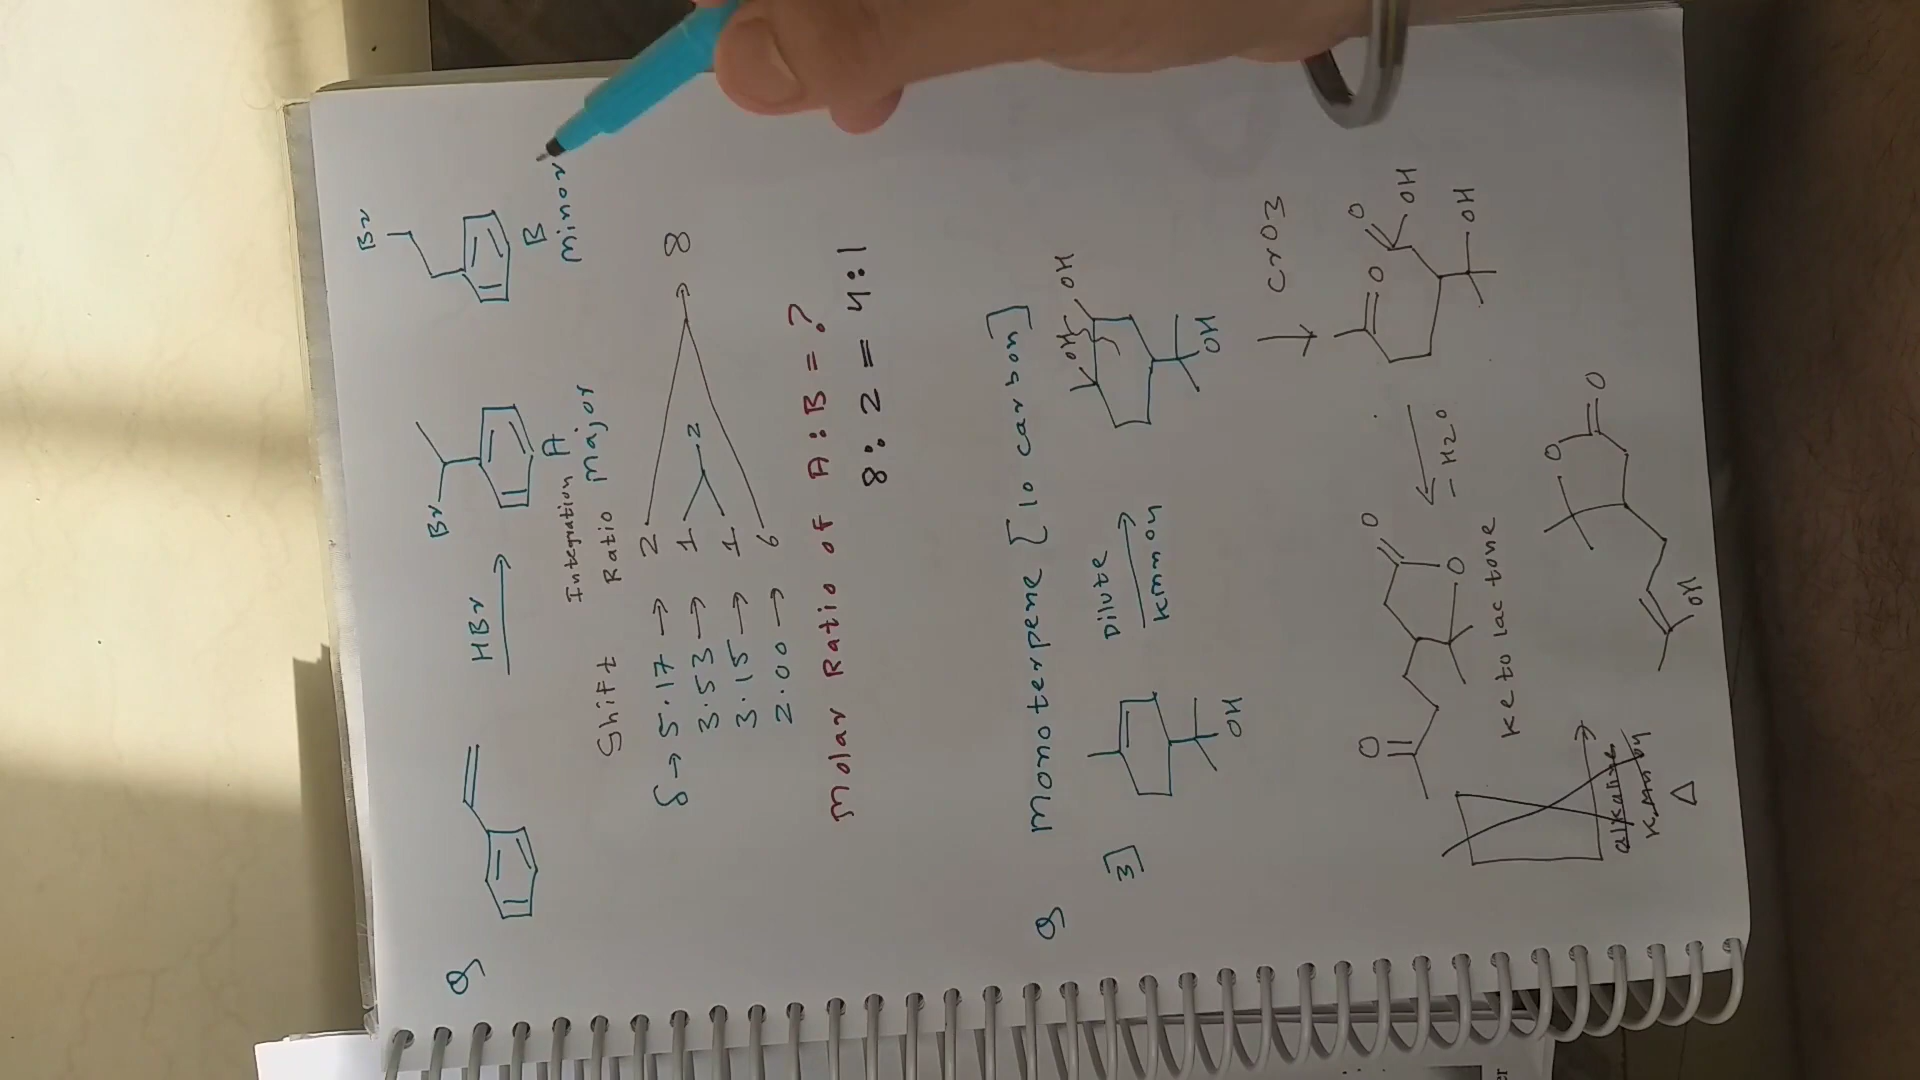 Q
HBr
Br
A
major
Br
B
minor
Shift
Integration
Ratio
δ → 5.17 → 2
3.53 → 1
3.15 → 1
2.00 → 6
2
8
Molar Ratio of A:B = ?
8:2 = 4:1
Q Monoterpene [10 carbon]
3]
OH
Dilute
KMnO4
OH
OH
OH
↓ CrO3
O
O
OH
OH
- H2O
O
O
O
Keto lactone
alkaline
KMnO4
Δ
O
O
OH